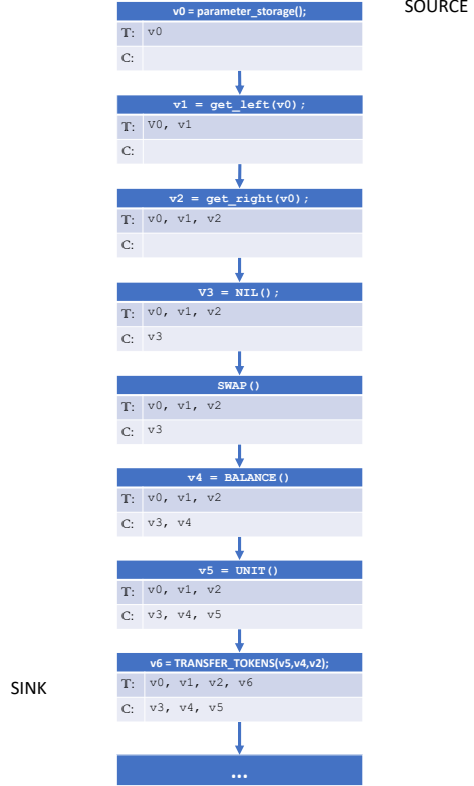 SOURCE
v0 = parameter_storage();
T: v0
C:
v1 = get_left(v0);
T: V0, v1
C:
v2 = get_right(v0);
T: v0, v1, v2
C:
V3 = NIL();
T: v0, v1, v2
C: v3
SWAP()
T: v0, v1, v2
C: v3
v4 = BALANCE()
T: v0, v1, v2
C: v3, v4
v5 = UNIT()
T: v0, v1, v2
C: v3, v4, v5
v6 = TRANSFER_TOKENS(v5,v4,v2);
SINK
T: v0, v1, v2, v6
C: v3, v4, v5
...